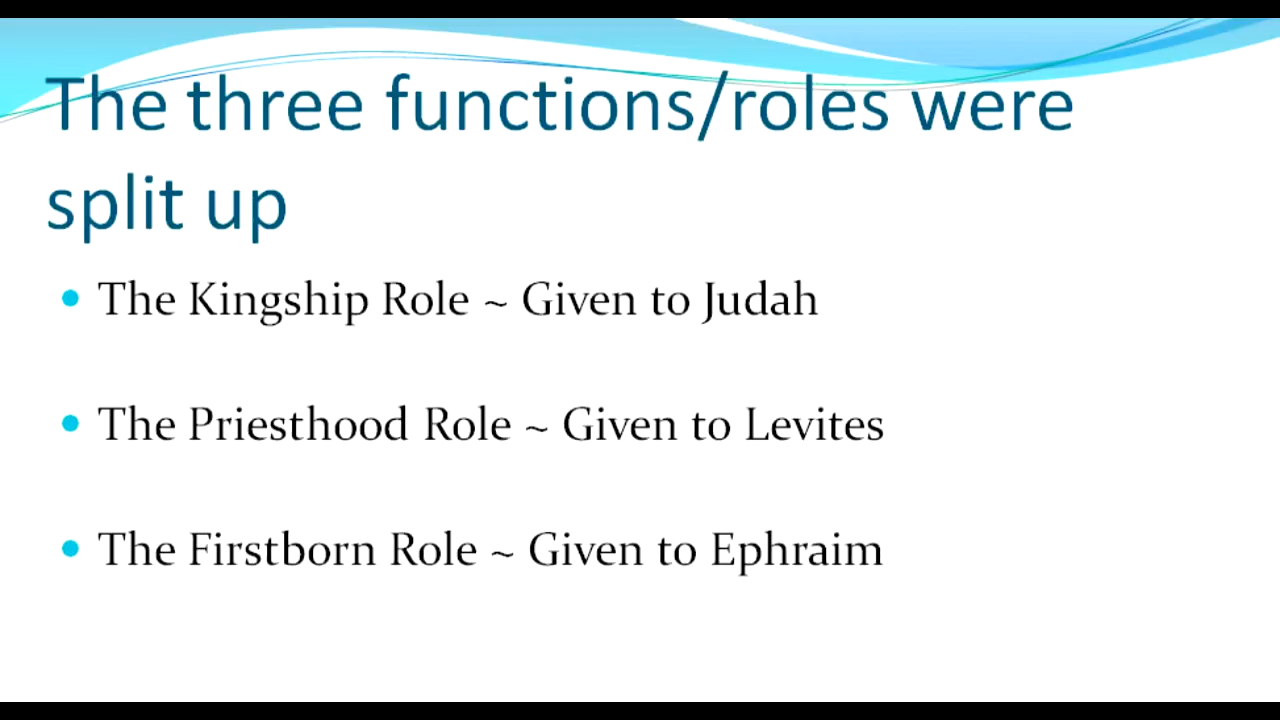 The three functions/roles were
split up
• The Kingship Role ~ Given to Judah
• The Priesthood Role ~ Given to Levites
• The Firstborn Role ~ Given to Ephraim